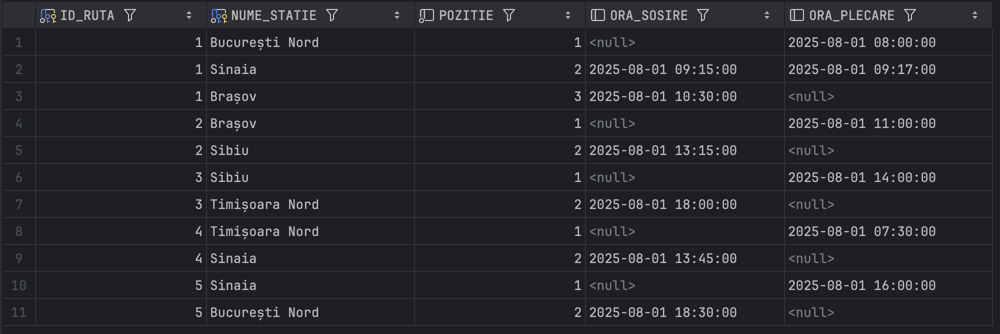 ID_RUTA NUME_STATIE POZITIE ORA_SOSIRE ORA_PLECARE
1 1 București Nord 1 <null> 2025-08-01 08:00:00
2 1 Sinaia 2 2025-08-01 09:15:00 2025-08-01 09:17:00
3 1 Brașov 3 2025-08-01 10:30:00 <null>
4 2 Brașov 1 <null> 2025-08-01 11:00:00
5 2 Sibiu 2 2025-08-01 13:15:00 <null>
6 3 Sibiu 1 <null> 2025-08-01 14:00:00
7 3 Timișoara Nord 2 2025-08-01 18:00:00 <null>
8 4 Timișoara Nord 1 <null> 2025-08-01 07:30:00
9 4 Sinaia 2 2025-08-01 13:45:00 <null>
10 5 Sinaia 1 <null> 2025-08-01 16:00:00
11 5 București Nord 2 2025-08-01 18:30:00 <null>